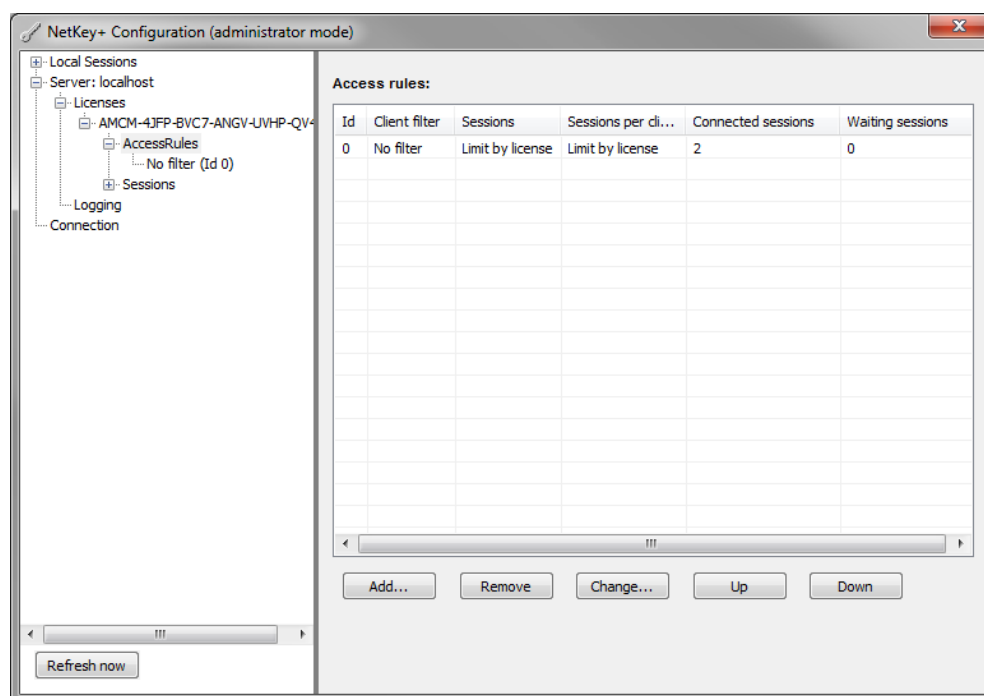 NetKey+ Configuration (administrator mode)
Local Sessions
Server: localhost
Licenses
AMCM-4JFP-BVC7-ANGV-UVHP-QV4
AccessRules
No filter (Id 0)
Sessions
Logging
Connection
Refresh now
Access rules:
Id Client filter Sessions Sessions per cli... Connected sessions Waiting sessions
0 No filter Limit by license Limit by license 2 0
Add... Remove Change... Up Down